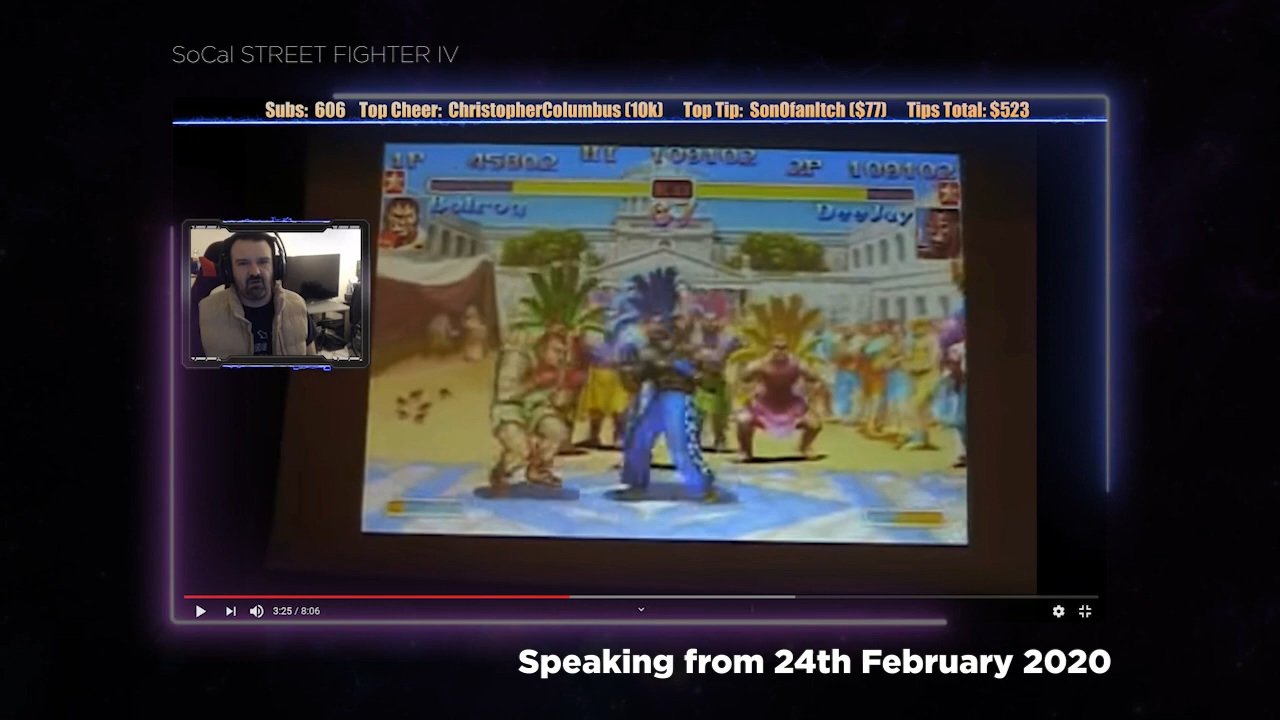 SoCal STREET FIGHTER IV
Subs: 606 Top Cheer: ChristopherColumbus (10k) Top Tip: SonOfanItch ($77) Tips Total: $523
1P 45802 HI 109102 2P 109102
Balrog DeeJay
3:25 / 8:06
Speaking from 24th February 2020